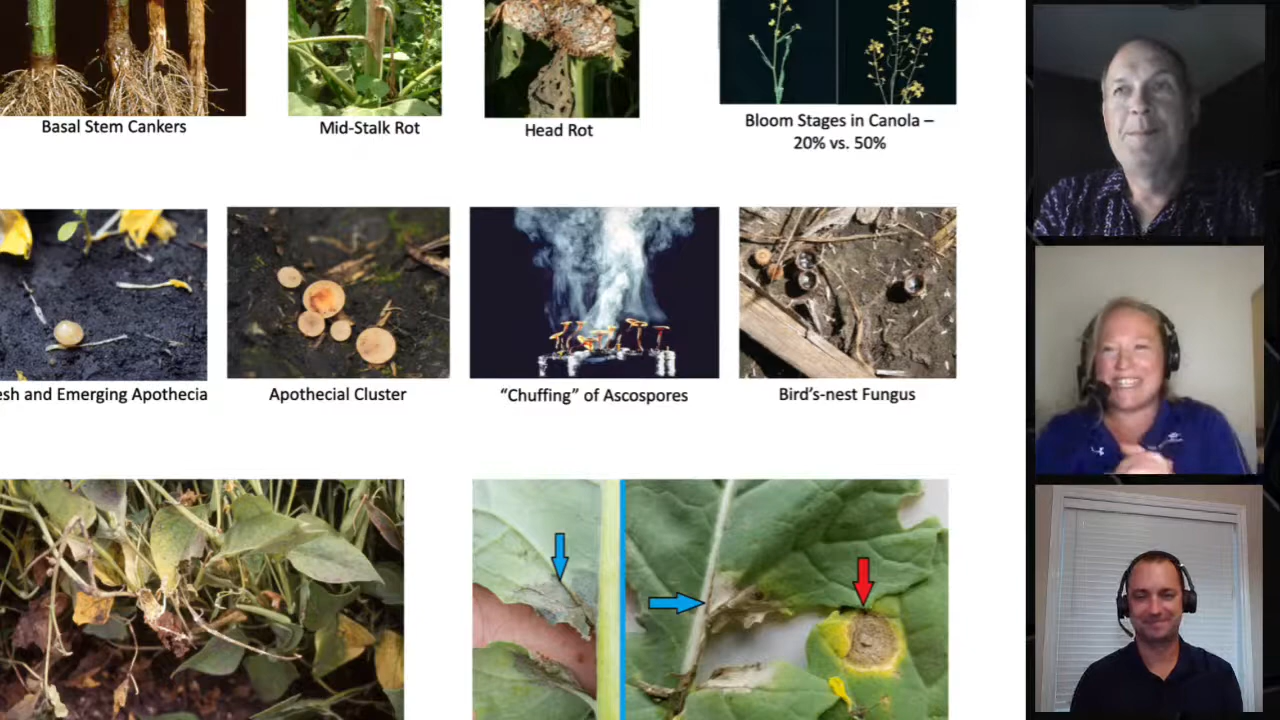 Basal Stem Cankers
Mid-Stalk Rot
Head Rot
Bloom Stages in Canola –
20% vs. 50%
and Emerging Apothecia
Apothecial Cluster
“Chuffing” of Ascospores
Bird’s-nest Fungus